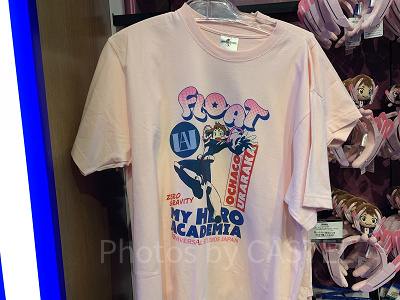 FLOAT
UA
OCHACO
URARAKA
ZERO
GRAVITY
MY HERO
ACADEMIA
UNIVERSAL STUDIOS JAPAN
Photos by CASTEL